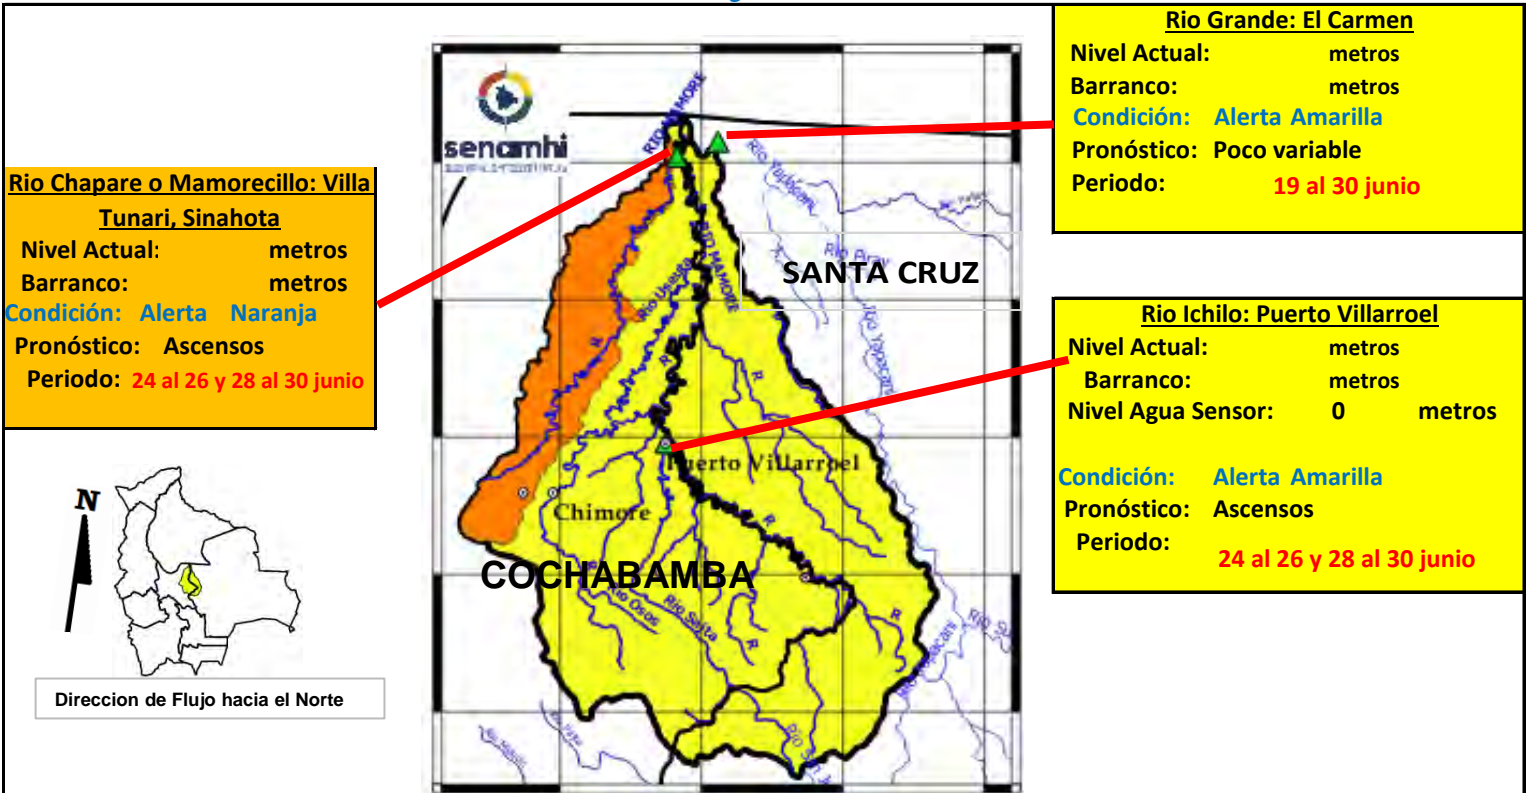 Rio Grande: El Carmen
Nivel Actual: metros
Barranco: metros
Condición: Alerta Amarilla
Pronóstico: Poco variable
Periodo: 19 al 30 junio
Rio Chapare o Mamorecillo: Villa
Tunari, Sinahota
Nivel Actual: metros
Barranco: metros
Condición: Alerta Naranja
Pronóstico: Ascensos
Periodo: 24 al 26 y 28 al 30 junio
Rio Ichilo: Puerto Villarroel
Nivel Actual: metros
Barranco: metros
Nivel Agua Sensor: 0 metros
Condición: Alerta Amarilla
Pronóstico: Ascensos
Periodo:
24 al 26 y 28 al 30 junio
senamhi
RIO MAMORE
Rio Yapacani
Rio Piray
SANTA CRUZ
RIO MAMORE
Rio Yapacani
R
R
R
Puerto Villarroel
Chimore
R
COCHABAMBA
Rio Osos
Rio Sajta
R
R
Rio Yapacani
N
Direccion de Flujo hacia el Norte